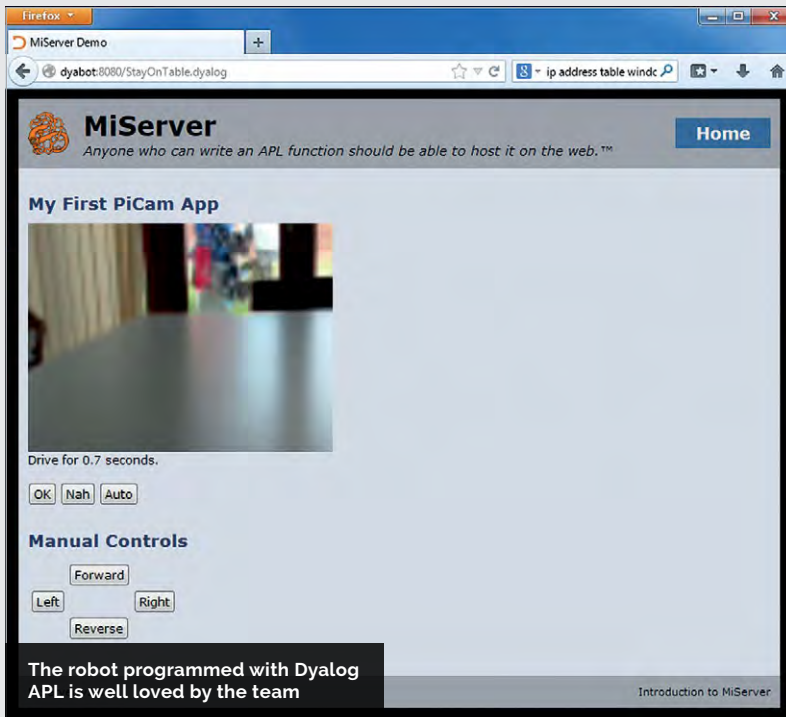 Firefox
MiServer Demo
+
dyabot:8080/StayOnTable.dyalog
8
ip address table windc
MiServer
Anyone who can write an APL function should be able to host it on the web.™
Home
My First PiCam App
Drive for 0.7 seconds.
OK Nah Auto
Manual Controls
Forward
Left Right
Reverse
The robot programmed with Dyalog
APL is well loved by the team
Introduction to MiServer